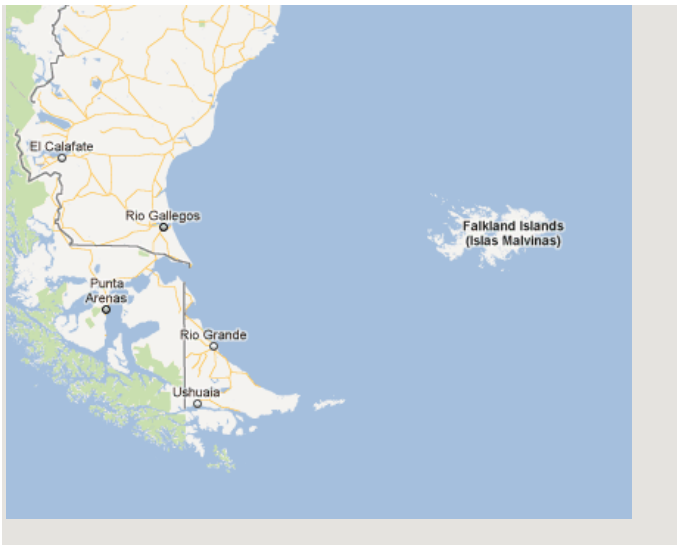 El Calafate
Rio Gallegos
Falkland Islands
(Islas Malvinas)
Punta
Arenas
Rio Grande
Ushuaia